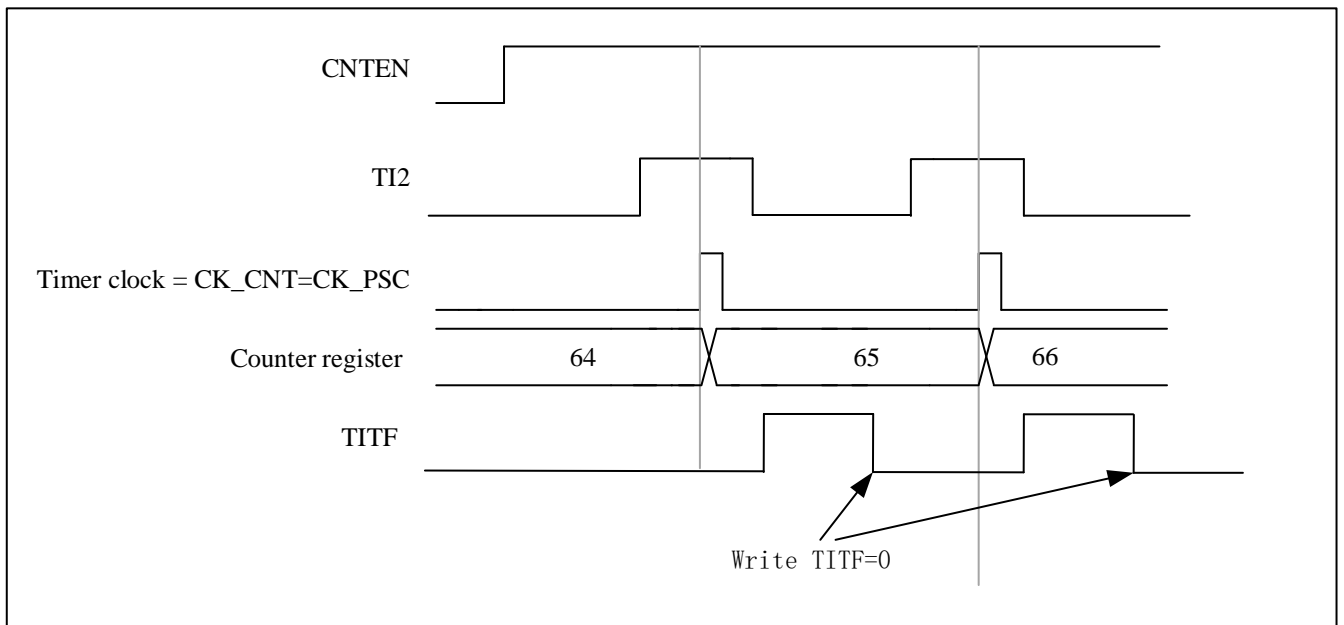 CNTEN
TI2
Timer clock = CK_CNT=CK_PSC
Counter register 64 65 66
TITF
Write TITF=0